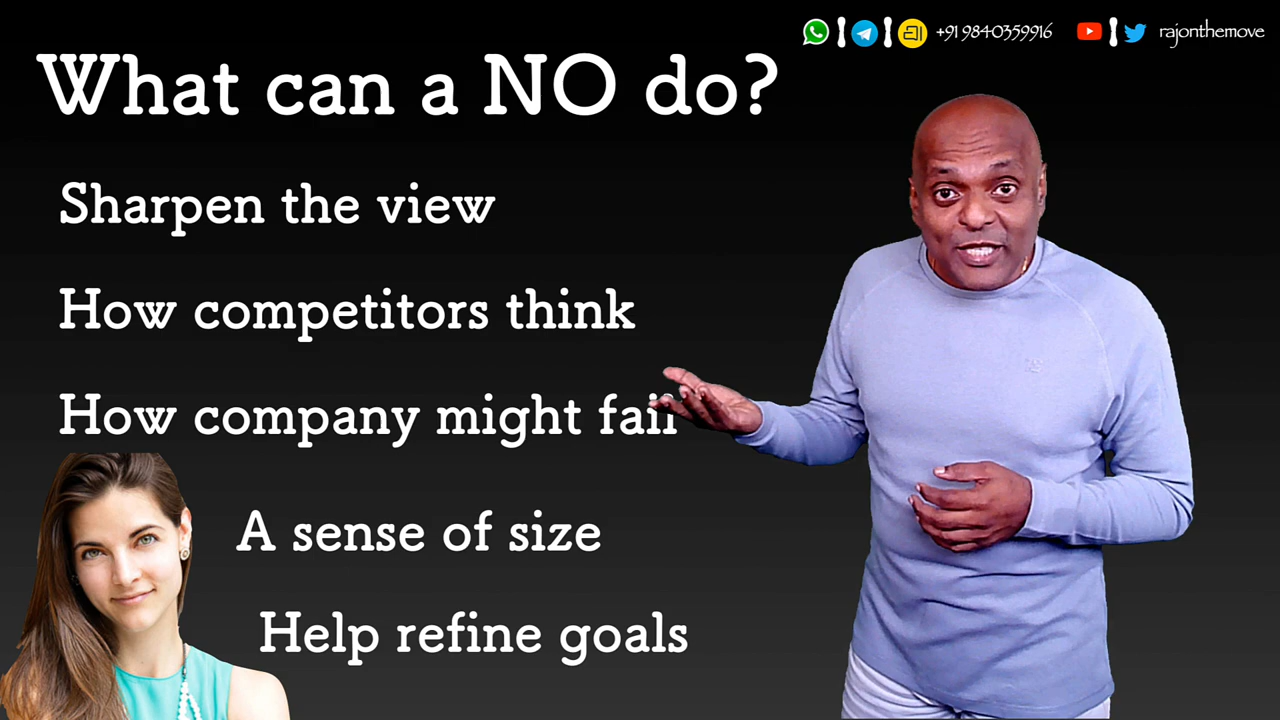 +91 9840359916 rajonthemove
What can a NO do?
Sharpen the view
How competitors think
How company might fail
A sense of size
Help refine goals